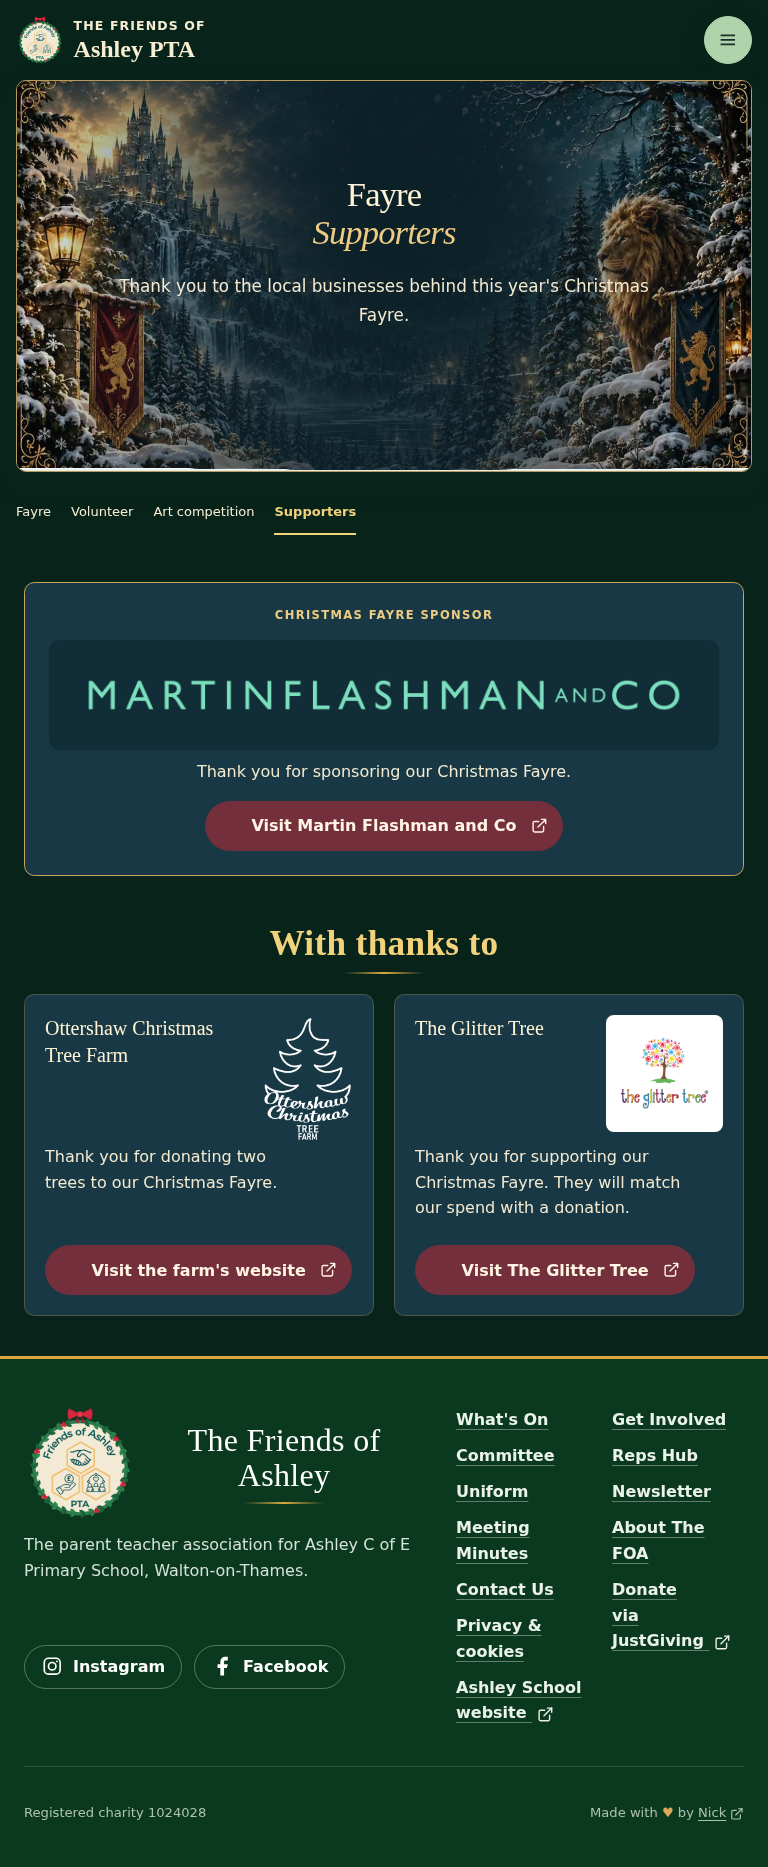 THE FRIENDS OF
Ashley PTA
Fayre
Supporters
Thank you to the local businesses behind this year's Christmas
Fayre.
Fayre Volunteer Art competition Supporters
CHRISTMAS FAYRE SPONSOR
MARTINFLASHMAN AND CO
Thank you for sponsoring our Christmas Fayre.
Visit Martin Flashman and Co
With thanks to
Ottershaw Christmas
Tree Farm
Ottershaw
Christmas
TREE
FARM
Thank you for donating two
trees to our Christmas Fayre.
Visit the farm's website
The Glitter Tree
the glitter tree
Thank you for supporting our
Christmas Fayre. They will match
our spend with a donation.
Visit The Glitter Tree
Friends of Ashley
PTA
The Friends of
Ashley
The parent teacher association for Ashley C of E
Primary School, Walton-on-Thames.
Instagram
Facebook
What's On
Committee
Uniform
Meeting
Minutes
Contact Us
Privacy &
cookies
Ashley School
website
Get Involved
Reps Hub
Newsletter
About The
FOA
Donate
via
JustGiving
Registered charity 1024028
Made with ♥ by Nick